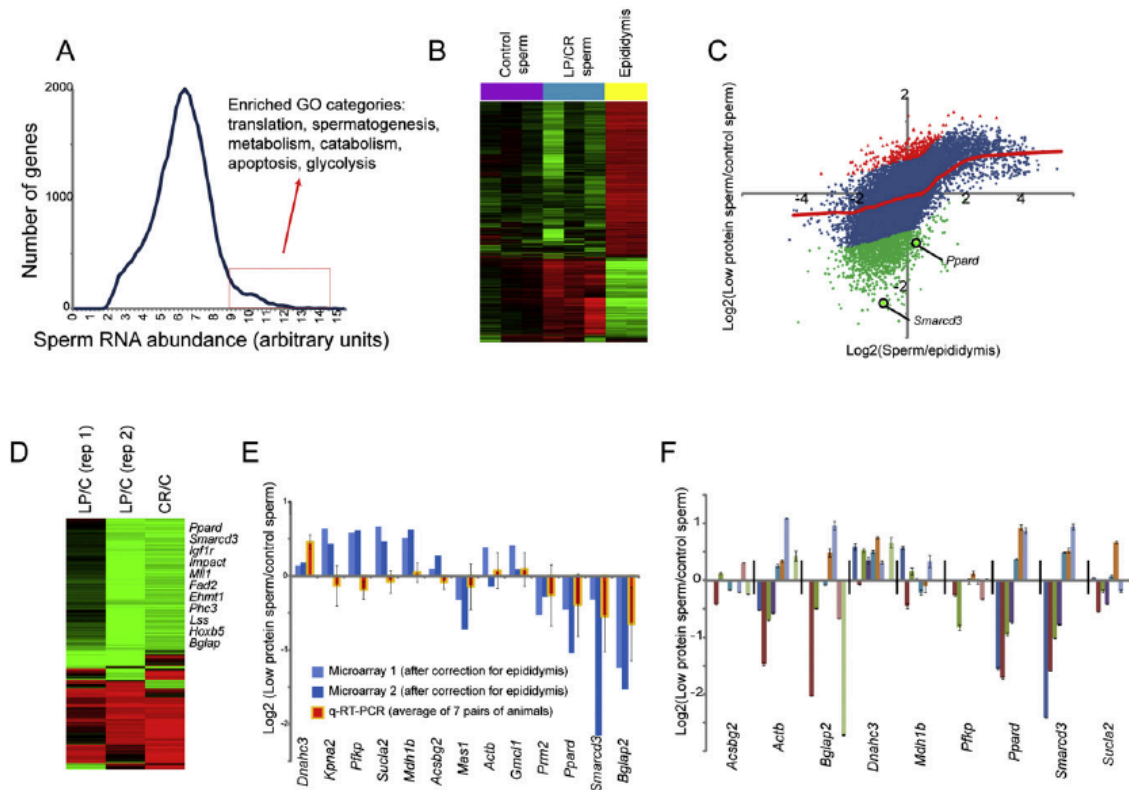 A
2000
1000
0
Number of genes
Enriched GO categories:
translation, spermatogenesis,
metabolism, catabolism,
apoptosis, glycolysis
0 1 2 3 4 5 6 7 8 9 10 11 12 13 14 15
Sperm RNA abundance (arbitrary units)
B
Control sperm
LP/CR sperm
Epididymis
C
2
-4
-2
2
4
-2
Ppard
Smarcd3
Log2(Low protein sperm/control sperm)
Log2(Sperm/epididymis)
D
LP/C (rep 1)
LP/C (rep 2)
CR/C
Ppard
Smarcd3
Igf1r
Impact
Mll1
Fad2
Ehmt1
Phc3
Lss
Hoxb5
Bglap
E
1
0
-1
-2
Log2 (Low protein sperm/control sperm)
Microarray 1 (after correction for epididymis)
Microarray 2 (after correction for epididymis)
q-RT-PCR (average of 7 pairs of animals)
Dnahc3
Kpna2
Pfkp
Sucla2
Mdh1b
Acsbg2
Mas1
Actb
Gmcl1
Prm2
Ppard
Smarcd3
Bglap2
F
1
0
-1
-2
Log2(Low protein sperm/control sperm)
Acsbg2
Actb
Bglap2
Dnahc3
Mdh1b
Pfkp
Ppard
Smarcd3
Sucla2